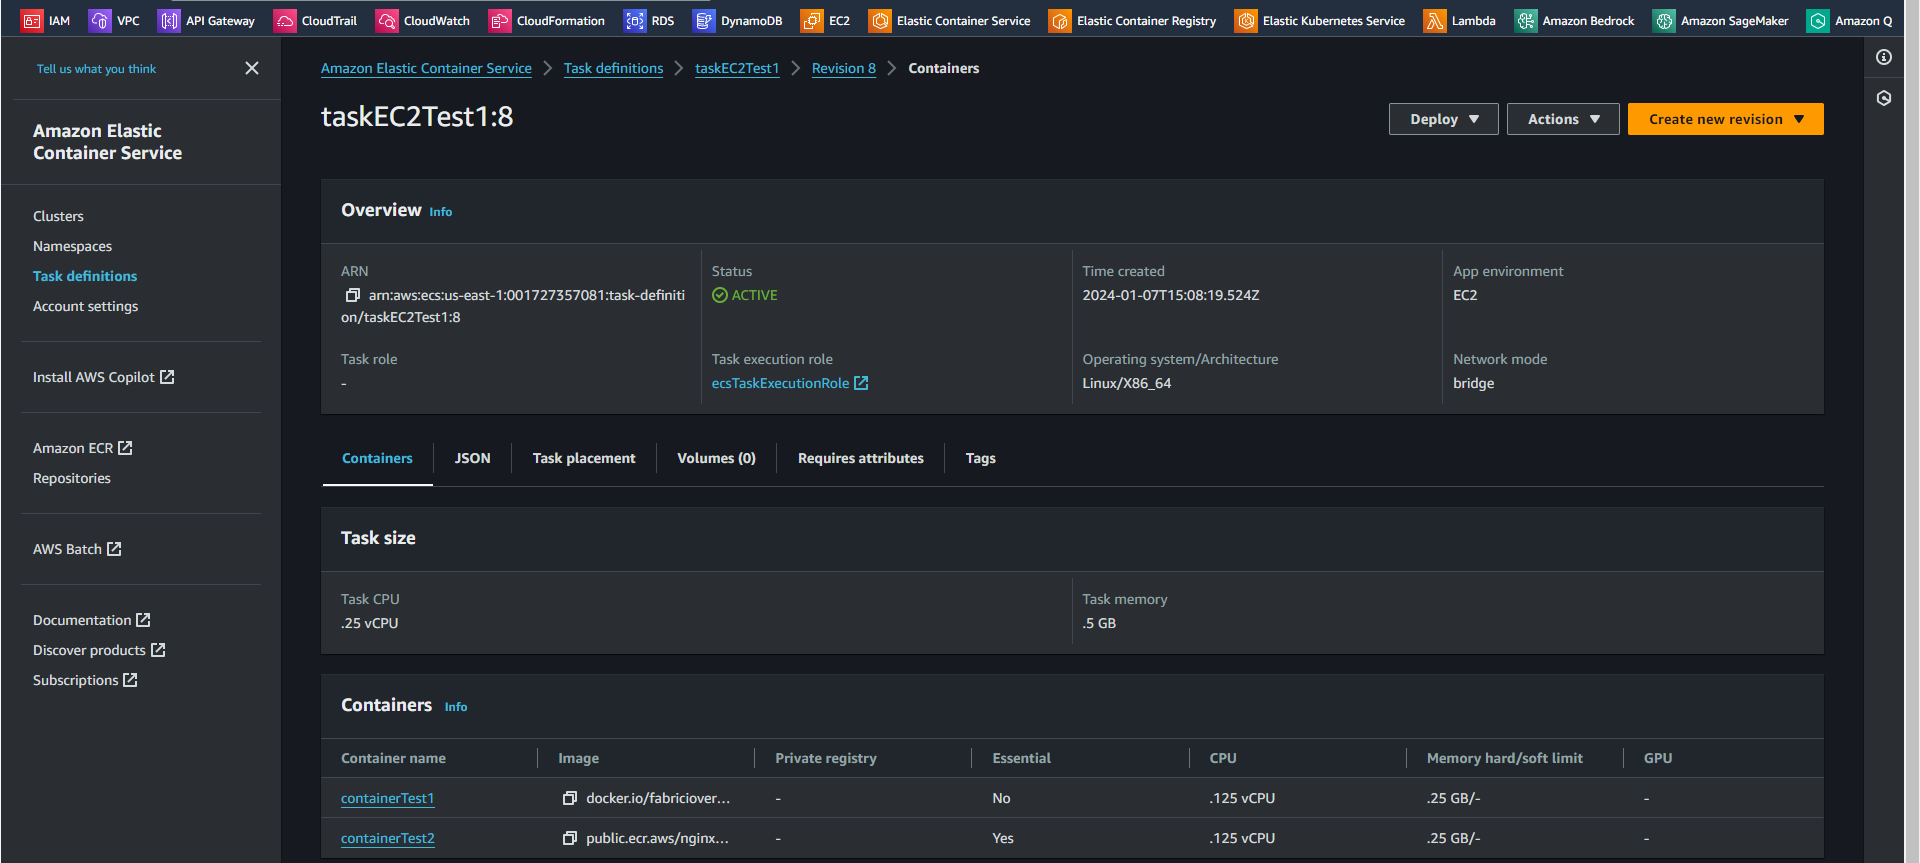 IAM VPC API Gateway CloudTrail CloudWatch CloudFormation RDS DynamoDB EC2 Elastic Container Service Elastic Container Registry Elastic Kubernetes Service Lambda Amazon Bedrock Amazon SageMaker Amazon Q
Tell us what you think
Amazon Elastic
Container Service
Clusters
Namespaces
Task definitions
Account settings
Install AWS Copilot
Amazon ECR
Repositories
AWS Batch
Documentation
Discover products
Subscriptions
Amazon Elastic Container Service > Task definitions > taskEC2Test1 > Revision 8 > Containers
taskEC2Test1:8
Deploy Actions Create new revision
Overview Info
ARN
arn:aws:ecs:us-east-1:001727357081:task-definiti
on/taskEC2Test1:8
Status
ACTIVE
Time created
2024-01-07T15:08:19.524Z
App environment
EC2
Task role
-
Task execution role
ecsTaskExecutionRole
Operating system/Architecture
Linux/X86_64
Network mode
bridge
Containers JSON Task placement Volumes (0) Requires attributes Tags
Task size
Task CPU
.25 vCPU
Task memory
.5 GB
Containers Info
Container name Image Private registry Essential CPU Memory hard/soft limit GPU
containerTest1 docker.io/fabriciover... - No .125 vCPU .25 GB/- -
containerTest2 public.ecr.aws/nginx... - Yes .125 vCPU .25 GB/- -